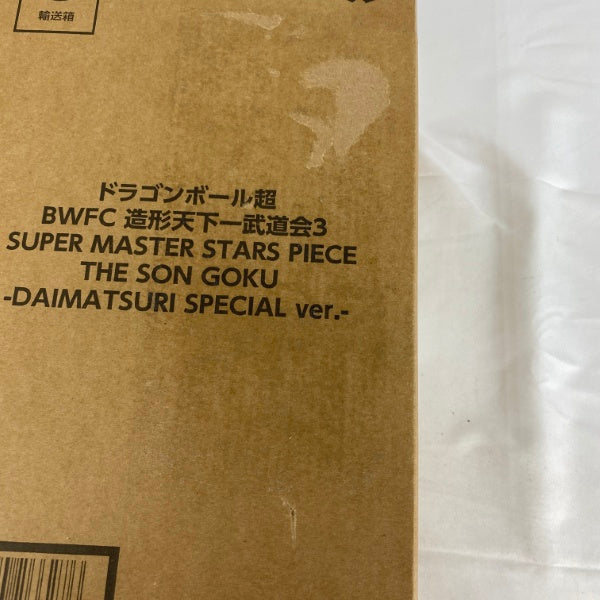 輸送箱
ドラゴンボール超
BWFC 造形天下一武道会3
SUPER MASTER STARS PIECE
THE SON GOKU
-DAIMATSURI SPECIAL ver.-